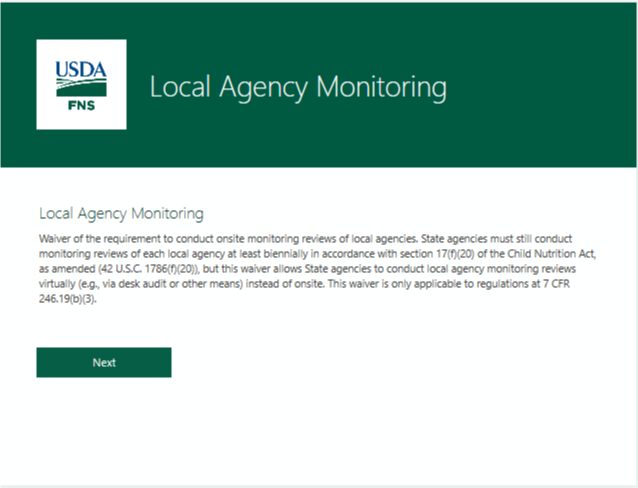 USDA
FNS
Local Agency Monitoring
Local Agency Monitoring
Waiver of the requirement to conduct onsite monitoring reviews of local agencies. State agencies must still conduct
monitoring reviews of each local agency at least biennially in accordance with section 17(f)(20) of the Child Nutrition Act,
as amended (42 U.S.C. 1786(f)(20)), but this waiver allows State agencies to conduct local agency monitoring reviews
virtually (e.g., via desk audit or other means) instead of onsite. This waiver is only applicable to regulations at 7 CFR
246.19(b)(3).
Next